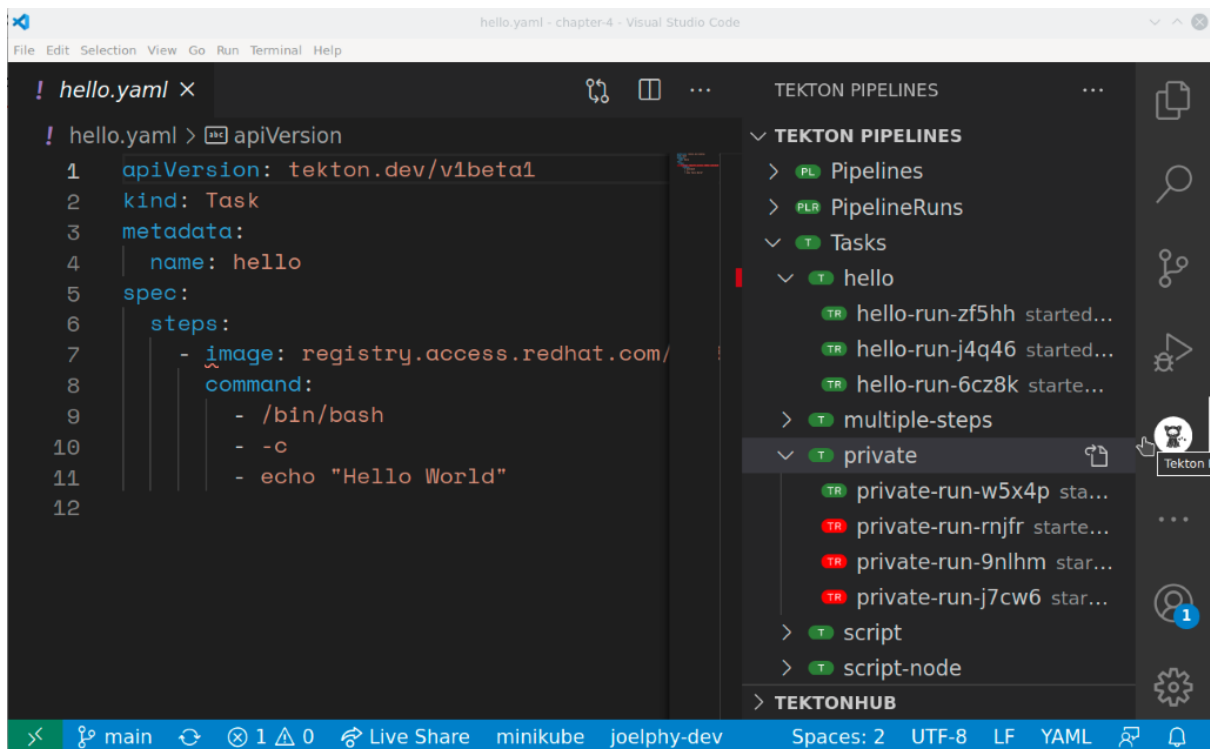 hello.yaml - chapter-4 - Visual Studio Code
File Edit Selection View Go Run Terminal Help
! hello.yaml ×
! hello.yaml > abc apiVersion
1 apiVersion: tekton.dev/v1beta1
2 kind: Task
3 metadata:
4 name: hello
5 spec:
6 steps:
7 - image: registry.access.redhat.com/
8 command:
9 - /bin/bash
10 - -c
11 - echo "Hello World"
12
TEKTON PIPELINES ...
TEKTON PIPELINES
PL Pipelines
PLR PipelineRuns
T Tasks
T hello
TR hello-run-zf5hh started...
TR hello-run-j4q46 started...
TR hello-run-6cz8k starte...
T multiple-steps
T private
TR private-run-w5x4p sta...
TR private-run-rnjfr starte...
TR private-run-9nlhm star...
TR private-run-j7cw6 star...
T script
T script-node
TEKTONHUB
Tekton
1
main ⊗ 1 ⚠ 0 Live Share minikube joelphy-dev Spaces: 2 UTF-8 LF YAML